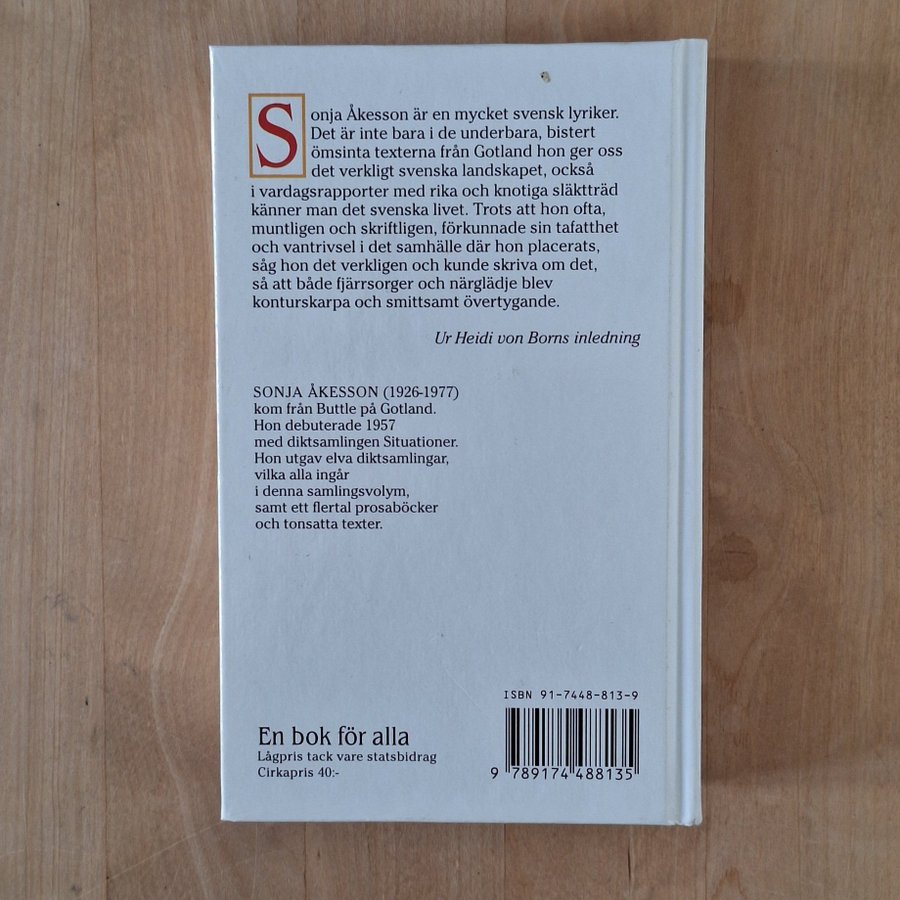 Sonja Åkesson är en mycket svensk lyriker.
Det är inte bara i de underbara, bistert
ömsinta texterna från Gotland hon ger oss
det verkligt svenska landskapet, också
i vardagsrapporter med rika och knotiga släktträd
känner man det svenska livet. Trots att hon ofta,
muntligen och skriftligen, förkunnade sin tafatthet
och vantrivsel i det samhälle där hon placerats,
såg hon det verkligen och kunde skriva om det,
så att både fjärrsorger och närglädje blev
konturskarpa och smittsamt övertygande.
Ur Heidi von Borns inledning
SONJA ÅKESSON (1926-1977)
kom från Buttle på Gotland.
Hon debuterade 1957
med diktsamlingen Situationer.
Hon utgav elva diktsamlingar,
vilka alla ingår
i denna samlingsvolym,
samt ett flertal prosaböcker
och tonsatta texter.
ISBN 91-7448-813-9
En bok för alla
Lågpris tack vare statsbidrag
Cirkapris 40:-
9 789174 488135